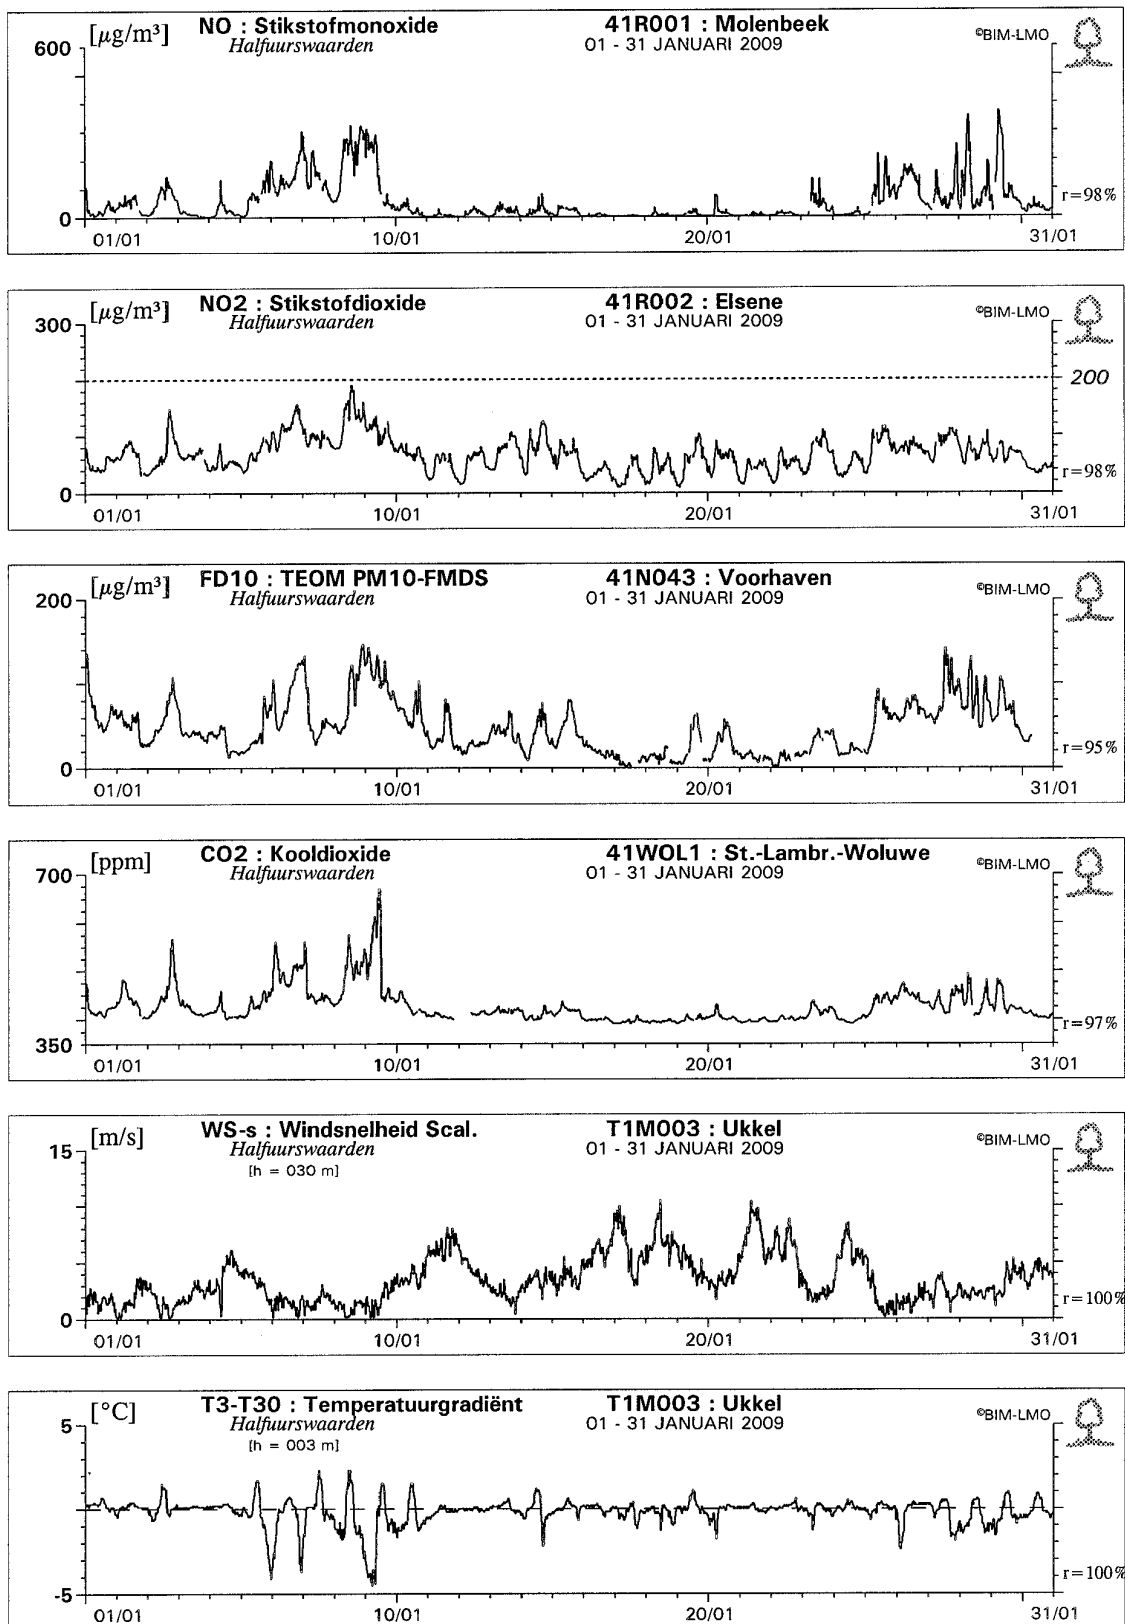 [μg/m³] NO : Stikstofmonoxide 41R001 : Molenbeek ©BIM-LMO
600 Halfuurswaarden 01 - 31 JANUARI 2009
r=98%
0
01/01 10/01 20/01 31/01
[μg/m³] NO2 : Stikstofdioxide 41R002 : Elsene ©BIM-LMO
300 Halfuurswaarden 01 - 31 JANUARI 2009
200
r=98%
0
01/01 10/01 20/01 31/01
[μg/m³] FD10 : TEOM PM10-FMDS 41N043 : Voorhaven ©BIM-LMO
200 Halfuurswaarden 01 - 31 JANUARI 2009
r=95%
0
01/01 10/01 20/01 31/01
[ppm] CO2 : Kooldioxide 41WOL1 : St.-Lambr.-Woluwe ©BIM-LMO
700 Halfuurswaarden 01 - 31 JANUARI 2009
r=97%
350
01/01 10/01 20/01 31/01
[m/s] WS-s : Windsnelheid Scal. T1M003 : Ukkel ©BIM-LMO
15 Halfuurswaarden 01 - 31 JANUARI 2009
[h = 030 m]
r=100%
0
01/01 10/01 20/01 31/01
[°C] T3-T30 : Temperatuurgradiënt T1M003 : Ukkel ©BIM-LMO
5 Halfuurswaarden 01 - 31 JANUARI 2009
[h = 003 m]
r=100%
-5
01/01 10/01 20/01 31/01